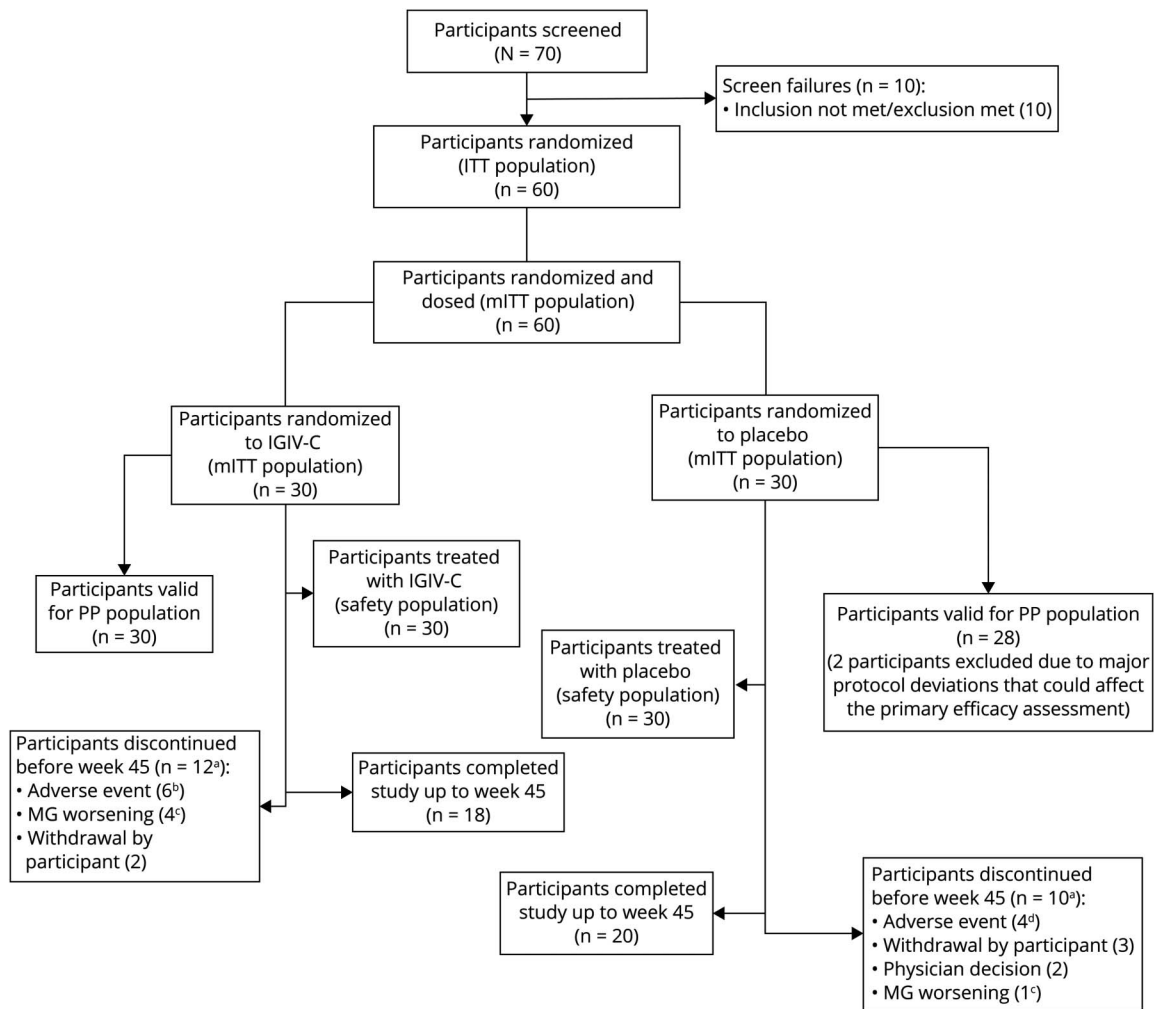 Participants screened
(N = 70)
Screen failures (n = 10):
• Inclusion not met/exclusion met (10)
Participants randomized
(ITT population)
(n = 60)
Participants randomized and
dosed (mITT population)
(n = 60)
Participants randomized
to IGIV-C
(mITT population)
(n = 30)
Participants randomized
to placebo
(mITT population)
(n = 30)
Participants valid
for PP population
(n = 30)
Participants treated
with IGIV-C
(safety population)
(n = 30)
Participants treated
with placebo
(safety population)
(n = 30)
Participants valid for PP population
(n = 28)
(2 participants excluded due to major
protocol deviations that could affect
the primary efficacy assessment)
Participants discontinued
before week 45 (n = 12ᵃ):
• Adverse event (6ᵇ)
• MG worsening (4ᶜ)
• Withdrawal by
participant (2)
Participants completed
study up to week 45
(n = 18)
Participants completed
study up to week 45
(n = 20)
Participants discontinued
before week 45 (n = 10ᵃ):
• Adverse event (4ᵈ)
• Withdrawal by participant (3)
• Physician decision (2)
• MG worsening (1ᶜ)